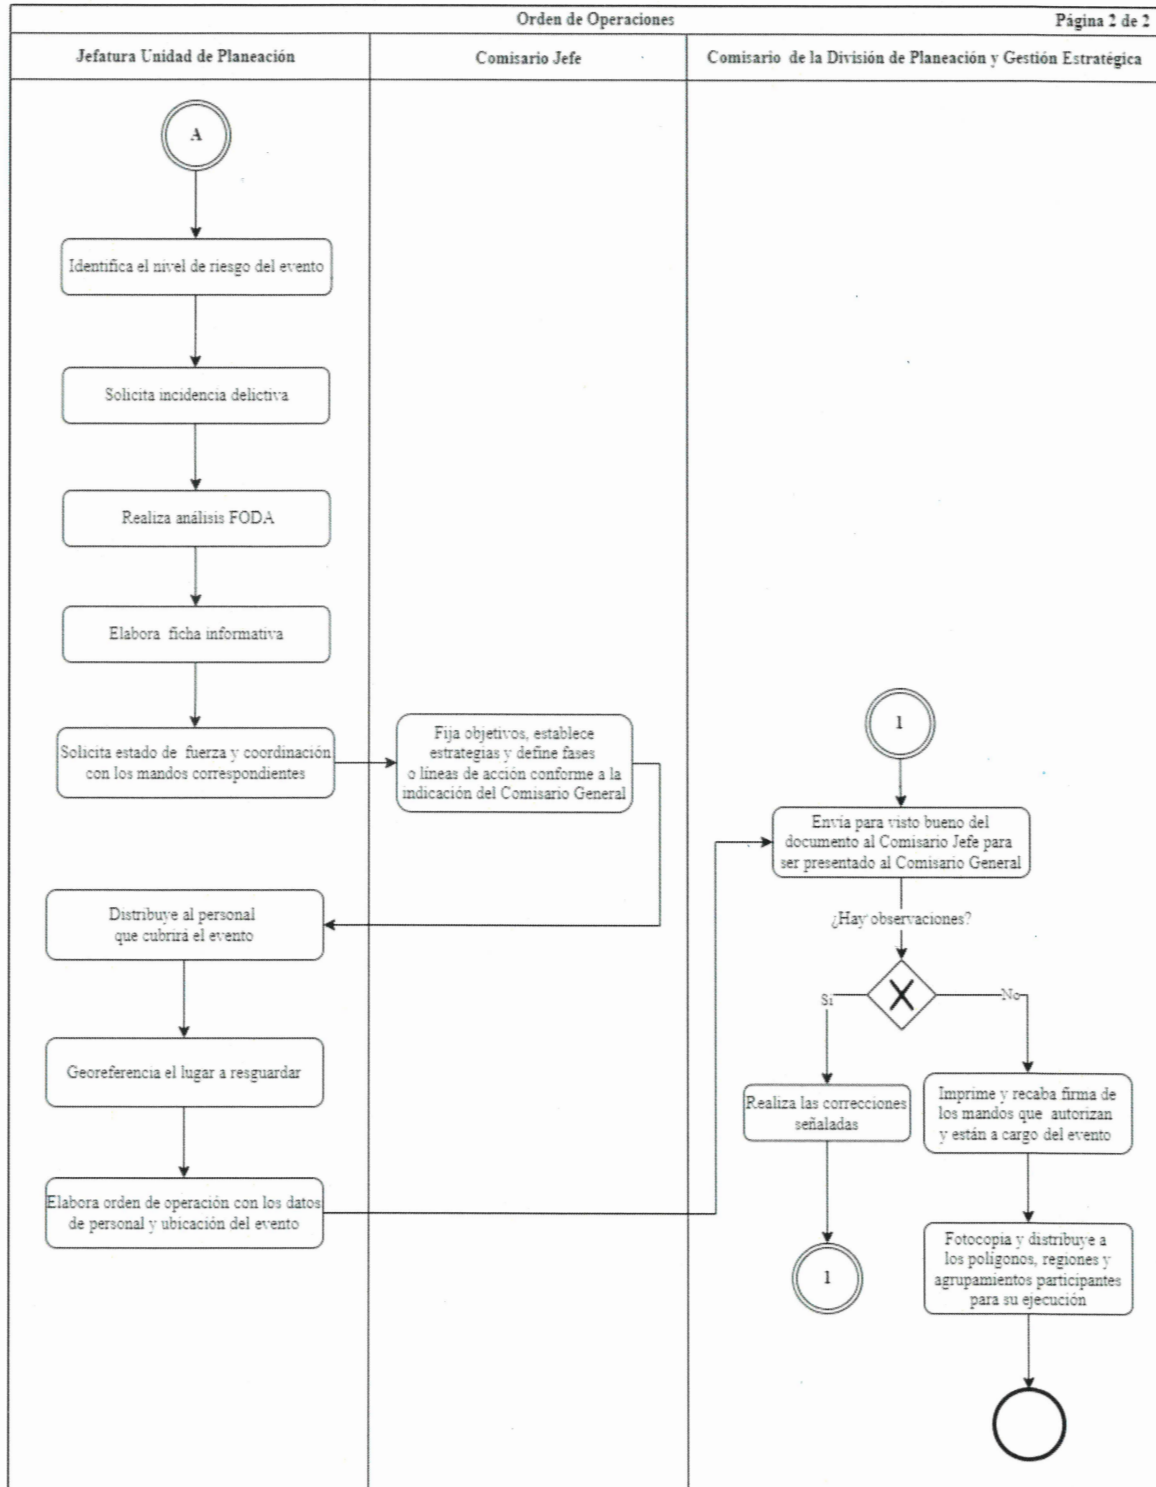 Orden de Operaciones
Página 2 de 2
Jefatura Unidad de Planeación
Comisario Jefe
Comisario de la División de Planeación y Gestión Estratégica
A
Identifica el nivel de riesgo del evento
Solicita incidencia delictiva
Realiza análisis FODA
Elabora ficha informativa
Solicita estado de fuerza y coordinación
con los mandos correspondientes
Fija objetivos, establece
estrategias y define fases
o líneas de acción conforme a la
indicación del Comisario General
Distribuye al personal
que cubrirá el evento
Georeferencia el lugar a resguardar
Elabora orden de operación con los datos
de personal y ubicación del evento
1
Envía para visto bueno del
documento al Comisario Jefe para
ser presentado al Comisario General
¿Hay observaciones?
Si
No
Realiza las correcciones
señaladas
1
Imprime y recaba firma de
los mandos que autorizan
y están a cargo del evento
Fotocopia y distribuye a
los polígonos, regiones y
agrupamientos participantes
para su ejecución